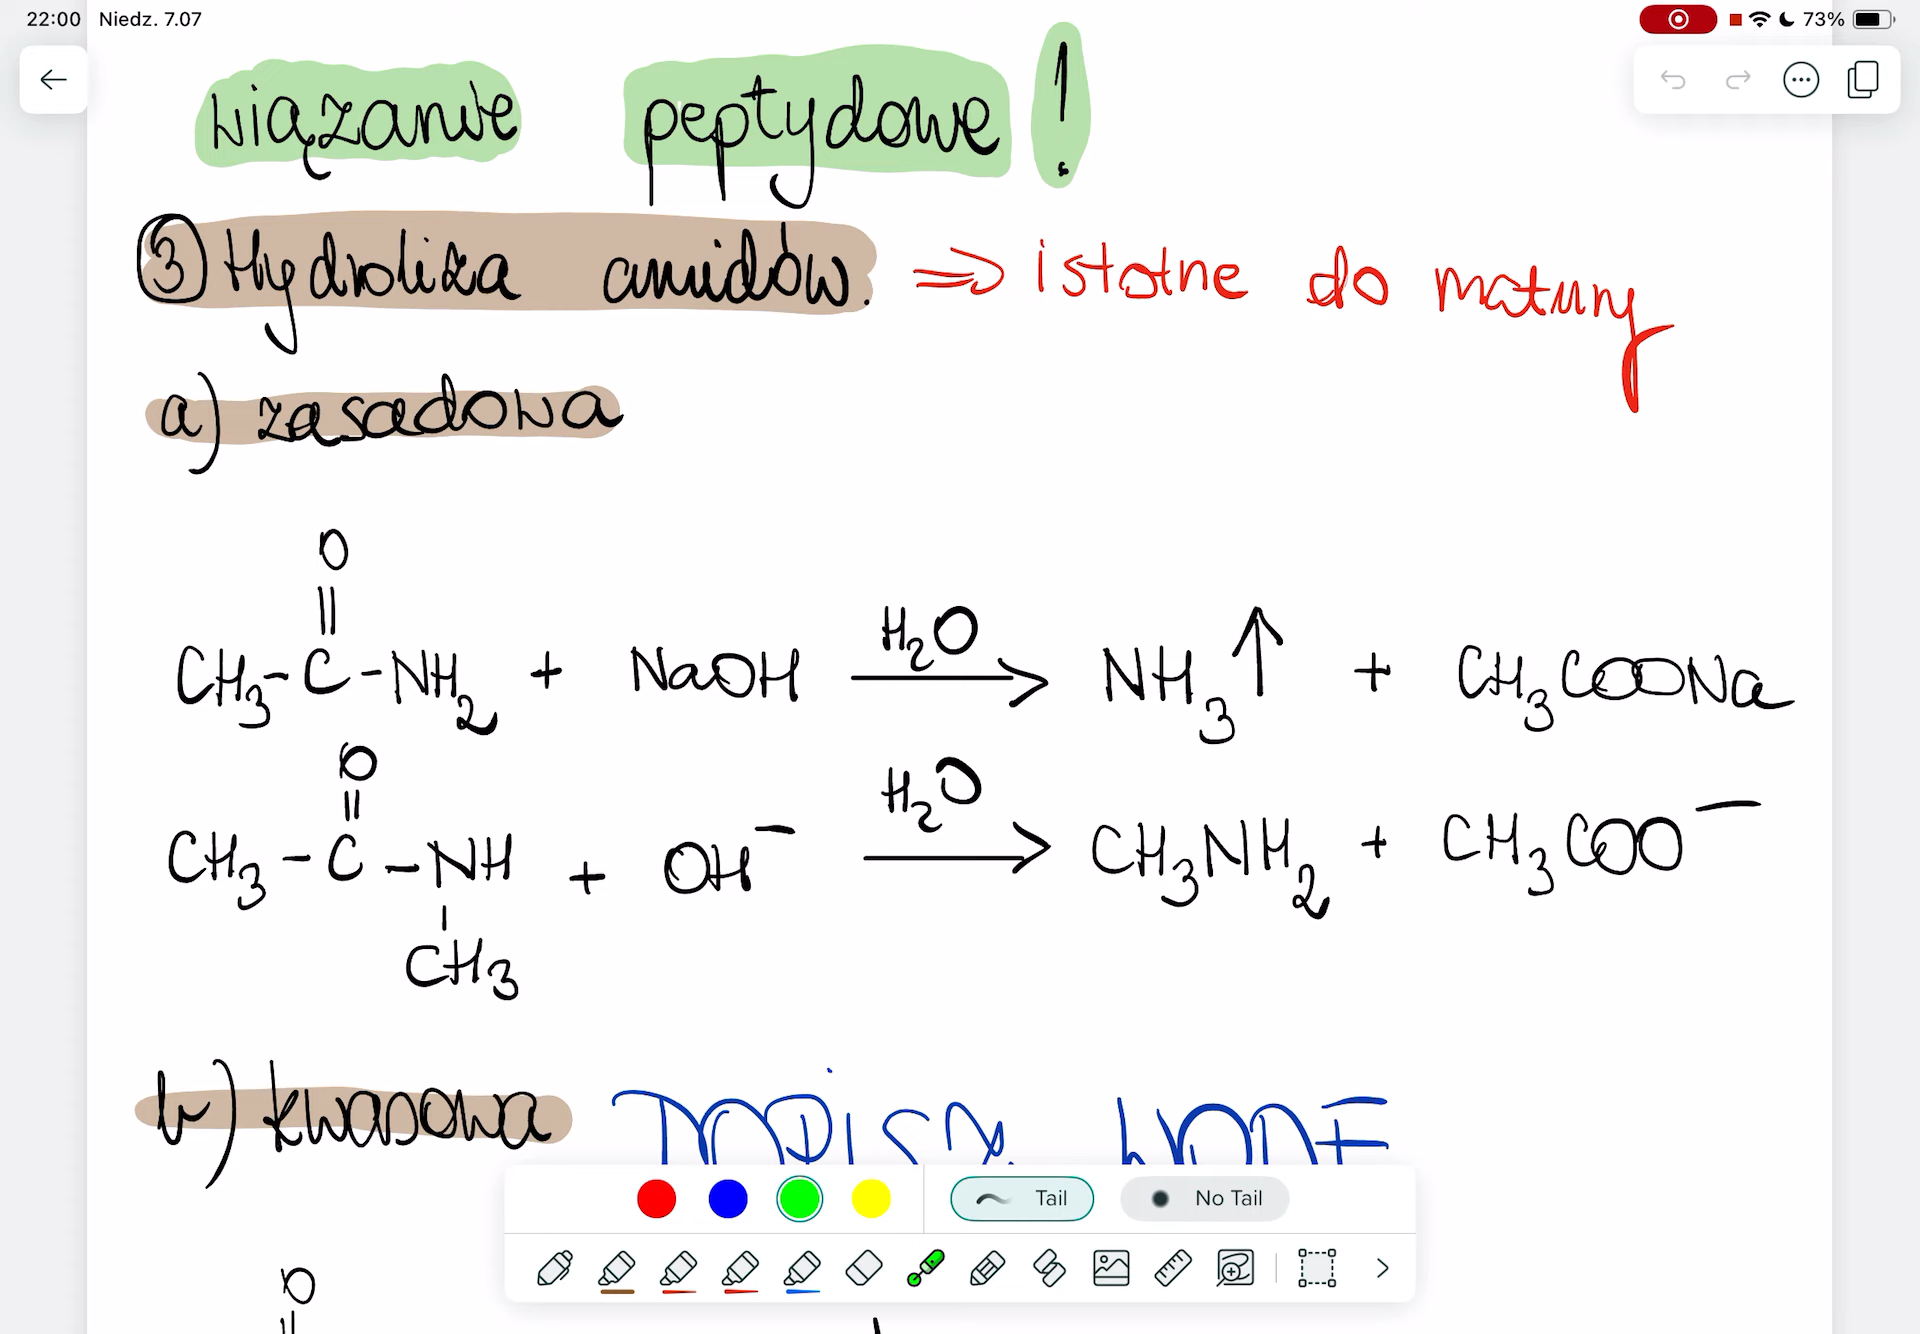 22:00 Niedz. 7.07 73%
wiązanie peptydowe !
③ Hydroliza amidów. ⇒ istotne do matury
a) zasadowa
O
||
CH₃-C-NH₂ + NaOH →(H₂O) NH₃↑ + CH₃COONa
O
||
CH₃-C-NH + OH⁻ →(H₂O) CH₃NH₂ + CH₃COO⁻
|
CH₃
b) kwasowa
Tail No Tail
O
||